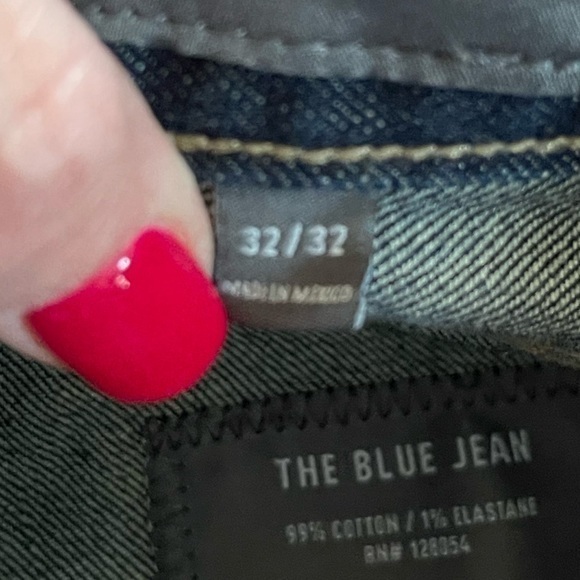 32/32
MADE IN MEXICO
THE BLUE JEAN
99% COTTON / 1% ELASTANE
RN# 128054